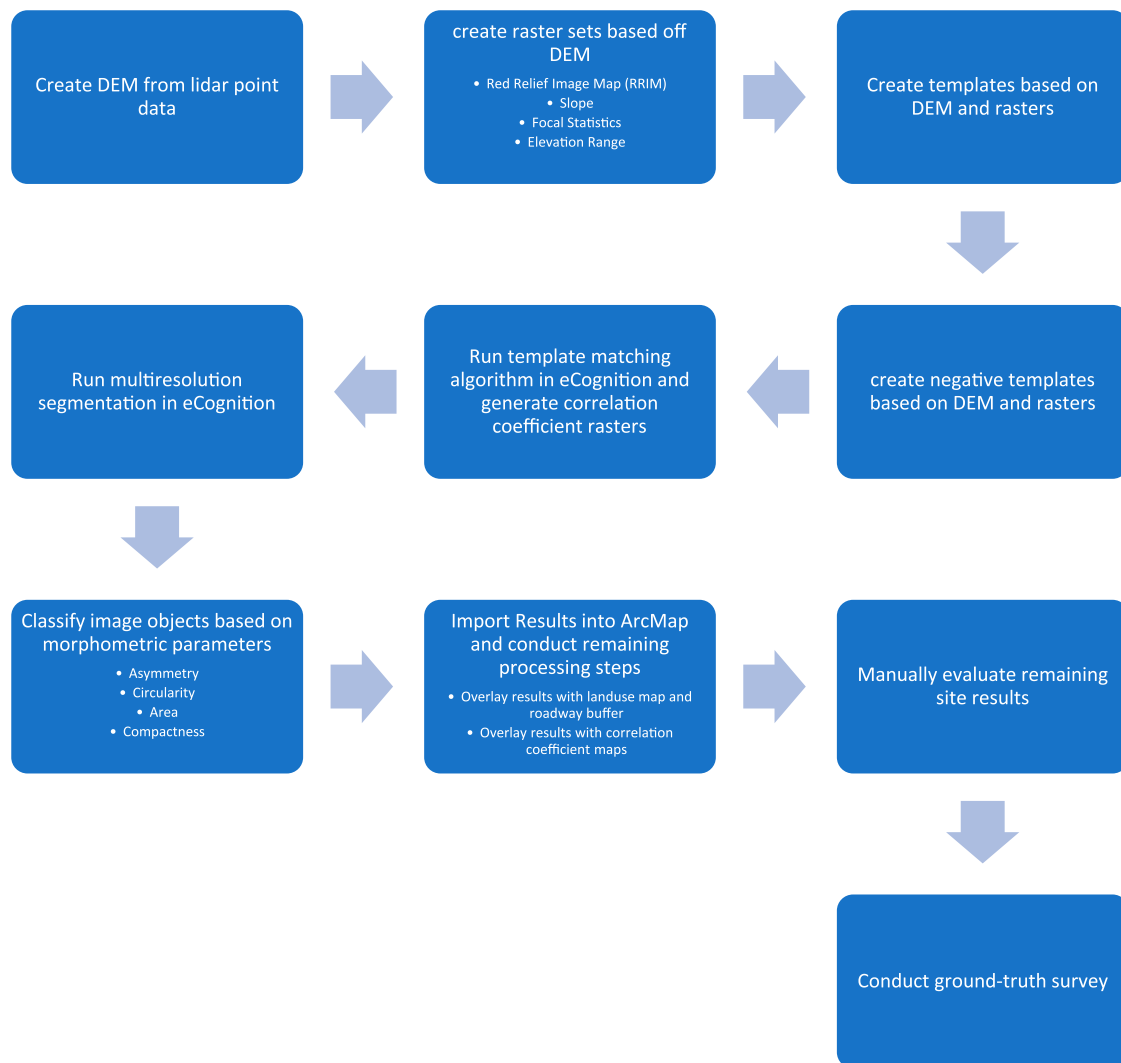 Create DEM from lidar point
data
create raster sets based off
DEM
• Red Relief Image Map (RRIM)
• Slope
• Focal Statistics
• Elevation Range
Create templates based on
DEM and rasters
create negative templates
based on DEM and rasters
Run template matching
algorithm in eCognition and
generate correlation
coefficient rasters
Run multiresolution
segmentation in eCognition
Classify image objects based on
morphometric parameters
• Asymmetry
• Circularity
• Area
• Compactness
Import Results into ArcMap
and conduct remaining
processing steps
• Overlay results with landuse map and
roadway buffer
• Overlay results with correlation
coefficient maps
Manually evaluate remaining
site results
Conduct ground-truth survey